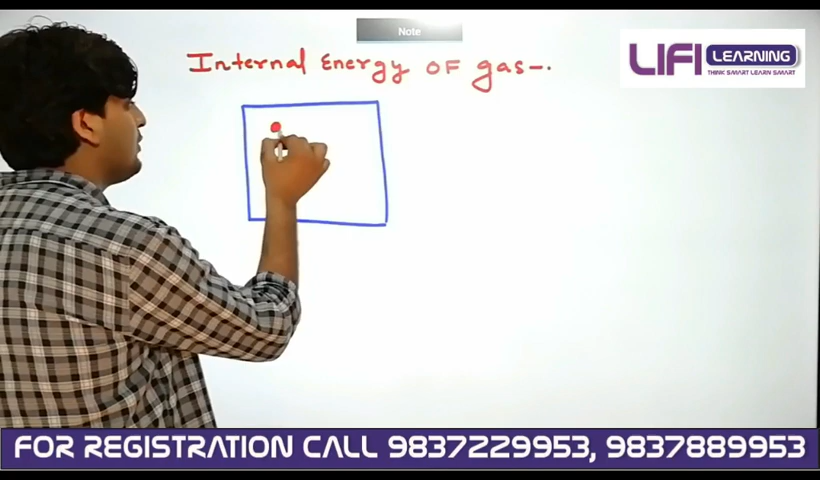 Note
Internal Energy OF gas-.
LIFI LEARNING
THINK SMART LEARN SMART
FOR REGISTRATION CALL 9837229953, 9837889953